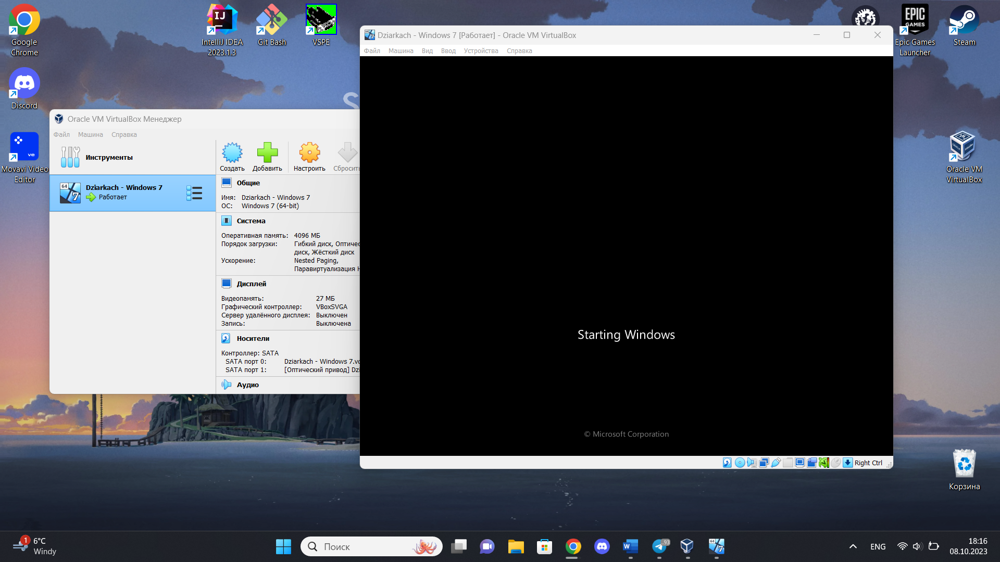 Google
Chrome
IntelliJ IDEA
2023.1.3
Git Bash
VSPE
Discord
Movavi Video
Editor
Oracle VM VirtualBox Менеджер
Файл Машина Справка
Инструменты
Dziarkach - Windows 7
Работает
Создать Добавить Настроить Сбросить
Общие
Имя: Dziarkach - Windows 7
ОС: Windows 7 (64-bit)
Система
Оперативная память: 4096 МБ
Порядок загрузки: Гибкий диск, Оптичес
диск, Жёсткий диск
Ускорение: Nested Paging,
Паравиртуализация
Дисплей
Видеопамять: 27 МБ
Графический контроллер: VBoxSVGA
Сервер удалённого дисплея: Выключен
Запись: Выключена
Носители
Контроллер: SATA
SATA порт 0: Dziarkach - Windows 7.
SATA порт 1: [Оптический привод] Dzi
Аудио
Dziarkach - Windows 7 [Работает] - Oracle VM VirtualBox
Файл Машина Вид Ввод Устройства Справка
Starting Windows
© Microsoft Corporation
Right Ctrl
EPIC
GAMES
Epic Games
Launcher
Steam
Oracle VM
VirtualBox
Корзина
1
6°C
Windy
Поиск
93
ENG
18:16
08.10.2023